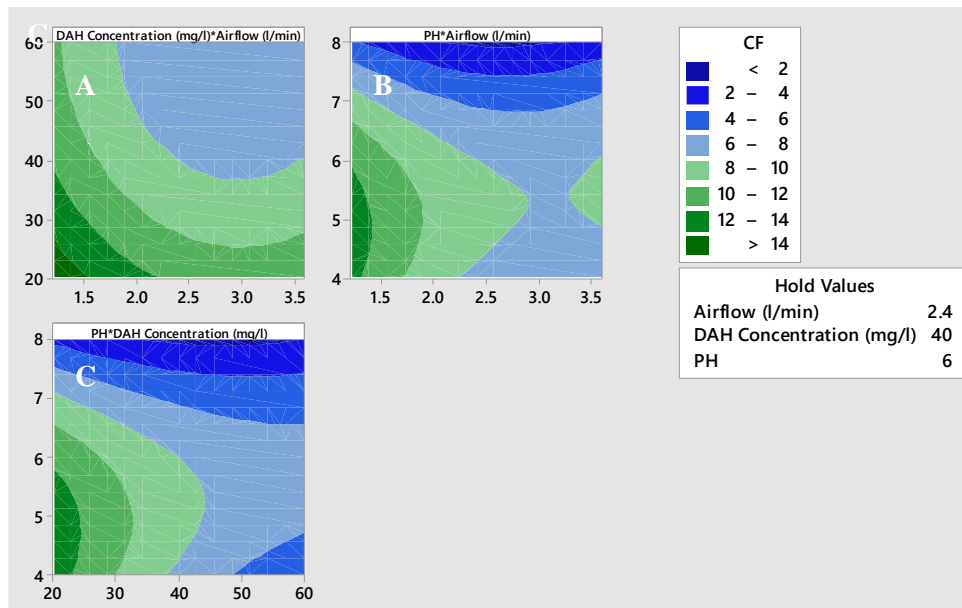 C
DAH Concentration (mg/l)*Airflow (l/min)
60
50
40
30
20
1.5 2.0 2.5 3.0 3.5
A
PH*Airflow (l/min)
8
7
6
5
4
1.5 2.0 2.5 3.0 3.5
B
CF
< 2
2 – 4
4 – 6
6 – 8
8 – 10
10 – 12
12 – 14
> 14
Hold Values
Airflow (l/min) 2.4
DAH Concentration (mg/l) 40
PH 6
PH*DAH Concentration (mg/l)
8
7
6
5
4
20 30 40 50 60
C